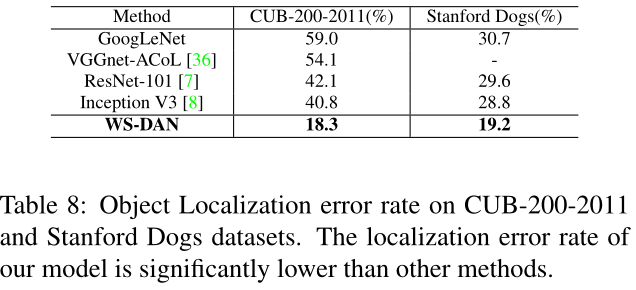 Method CUB-200-2011(%) Stanford Dogs(%)
GoogLeNet 59.0 30.7
VGGnet-ACoL [36] 54.1 -
ResNet-101 [7] 42.1 29.6
Inception V3 [8] 40.8 28.8
WS-DAN 18.3 19.2
Table 8: Object Localization error rate on CUB-200-2011
and Stanford Dogs datasets. The localization error rate of
our model is significantly lower than other methods.